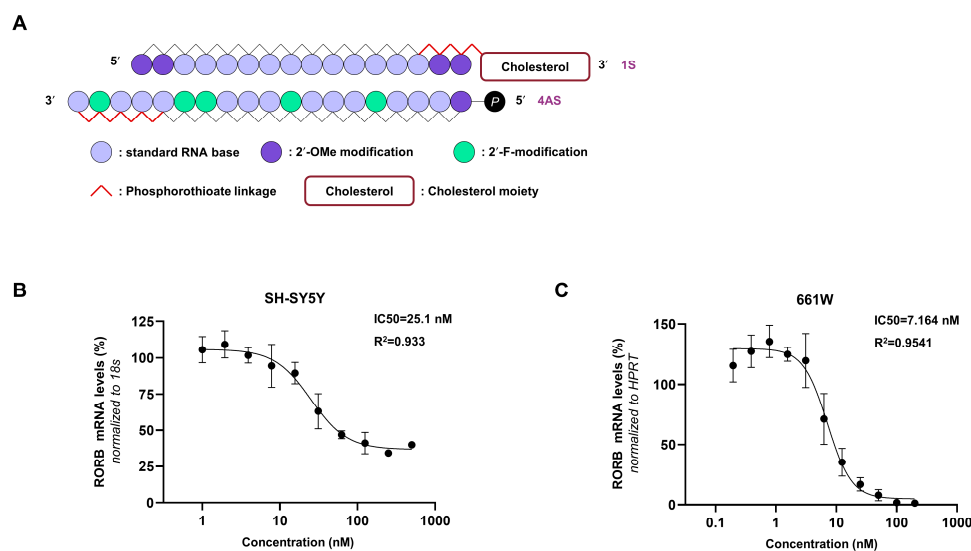 A
5′
Cholesterol
3′
1S
3′
P
5′
4AS
: standard RNA base
: 2′-OMe modification
: 2′-F-modification
: Phosphorothioate linkage
Cholesterol
: Cholesterol moiety
B
SH-SY5Y
IC50=25.1 nM
R²=0.933
RORB mRNA levels (%)
normalized to 18s
125
100
75
50
25
0
1
10
100
1000
Concentration (nM)
C
661W
IC50=7.164 nM
R²=0.9541
RORB mRNA levels (%)
normalized to HPRT
150
100
50
0
0.1
1
10
100
1000
Concentration (nM)